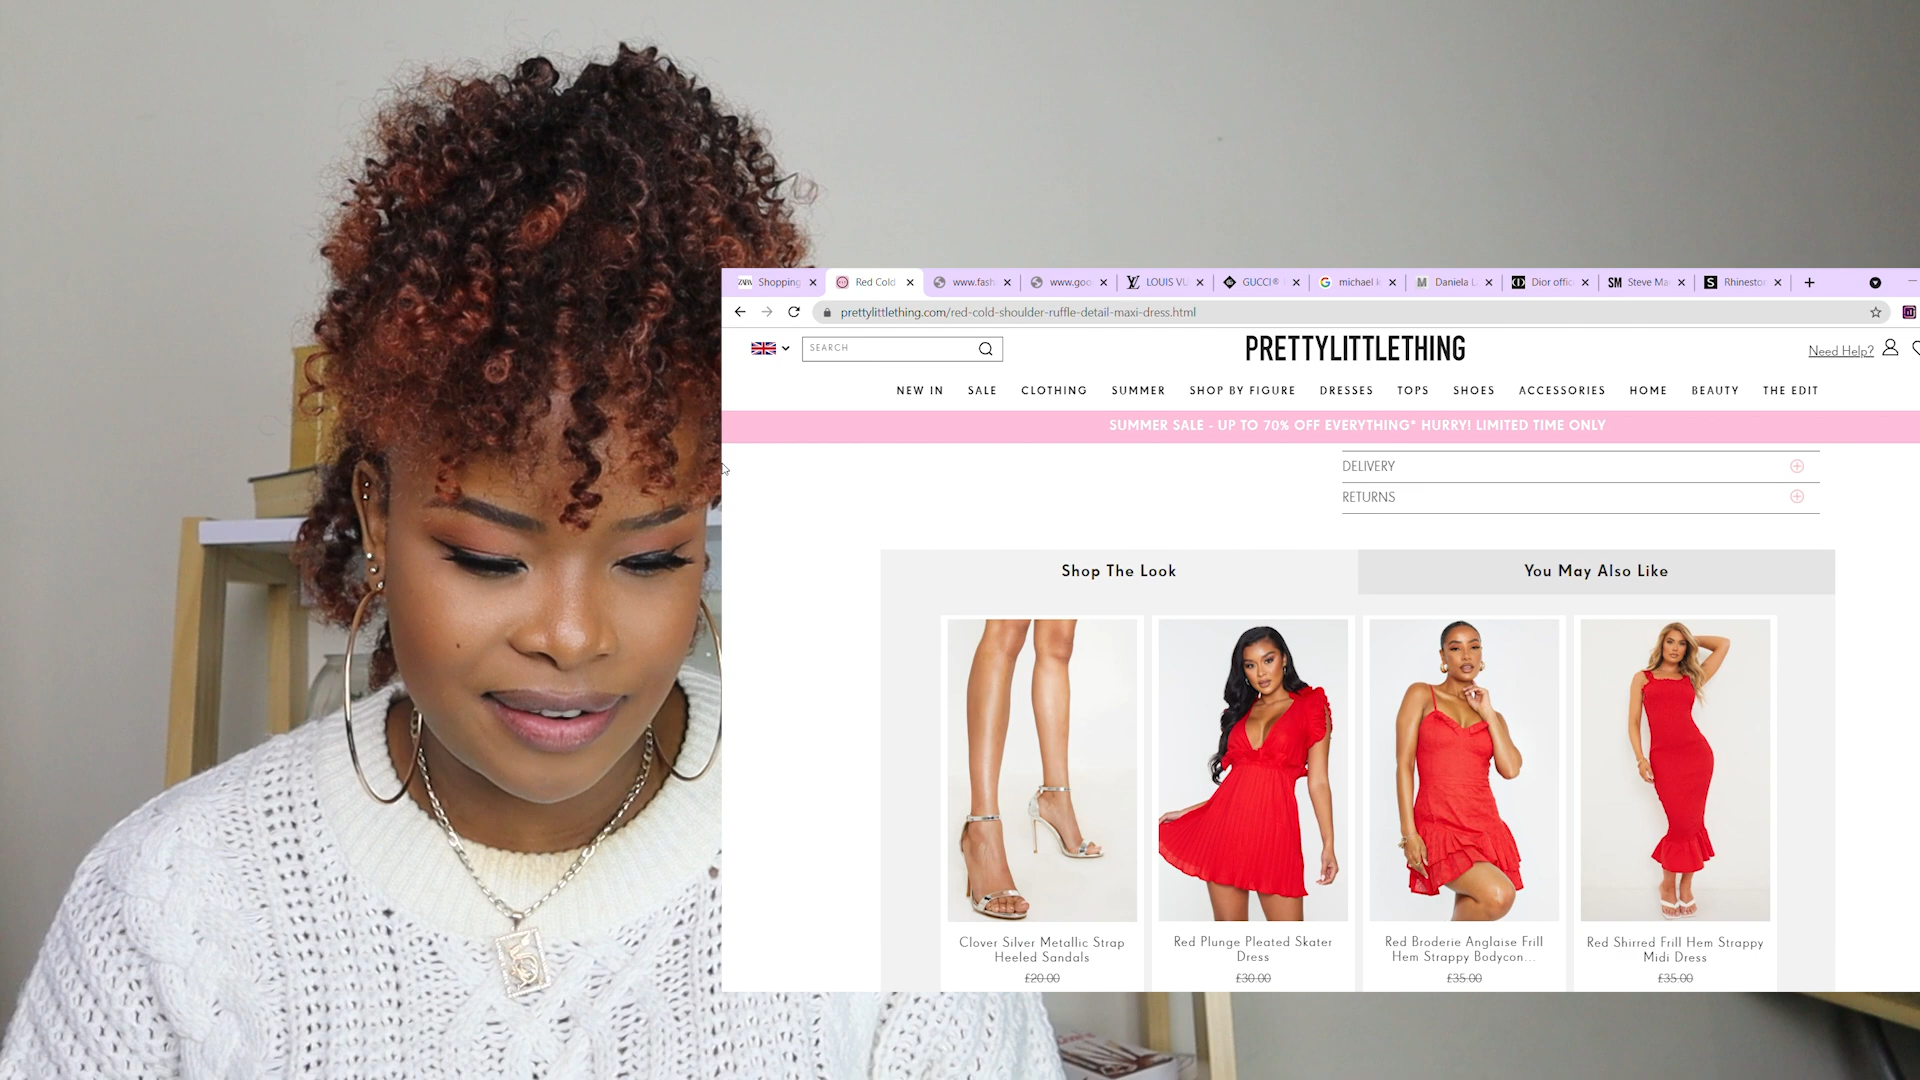 ZARA Shopping
Red Cold
www.fash
www.goo
LOUIS VU
GUCCI®
michael k
M Daniela L
Dior offic
SM Steve Ma
S Rhinestor
prettylittlething.com/red-cold-shoulder-ruffle-detail-maxi-dress.html
SEARCH
PRETTYLITTLETHING
Need Help?
NEW IN SALE CLOTHING SUMMER SHOP BY FIGURE DRESSES TOPS SHOES ACCESSORIES HOME BEAUTY THE EDIT
SUMMER SALE - UP TO 70% OFF EVERYTHING* HURRY! LIMITED TIME ONLY
DELIVERY
RETURNS
Shop The Look
You May Also Like
Clover Silver Metallic Strap
Heeled Sandals
£20.00
Red Plunge Pleated Skater
Dress
£30.00
Red Broderie Anglaise Frill
Hem Strappy Bodycon...
£35.00
Red Shirred Frill Hem Strappy
Midi Dress
£35.00